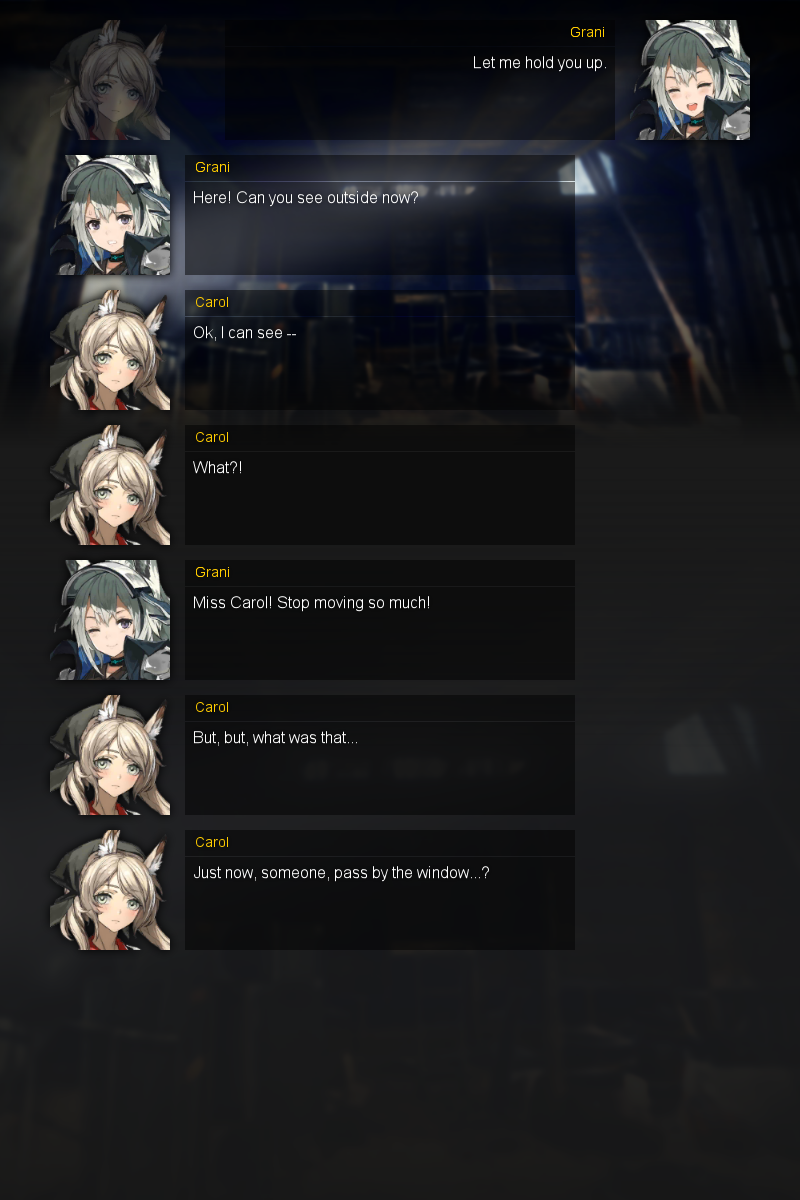 Grani
Let me hold you up.
Grani
Here! Can you see outside now?
Carol
Ok, I can see --
Carol
What?!
Grani
Miss Carol! Stop moving so much!
Carol
But, but, what was that...
Carol
Just now, someone, pass by the window...?